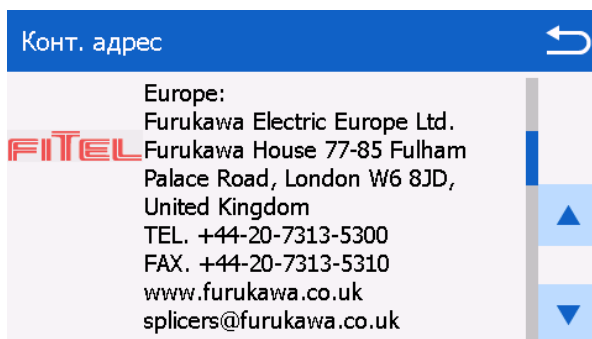 Конт. адрес
Europe:
Furukawa Electric Europe Ltd.
FITEL
Furukawa House 77-85 Fulham
Palace Road, London W6 8JD,
United Kingdom
TEL. +44-20-7313-5300
FAX. +44-20-7313-5310
www.furukawa.co.uk
splicers@furukawa.co.uk